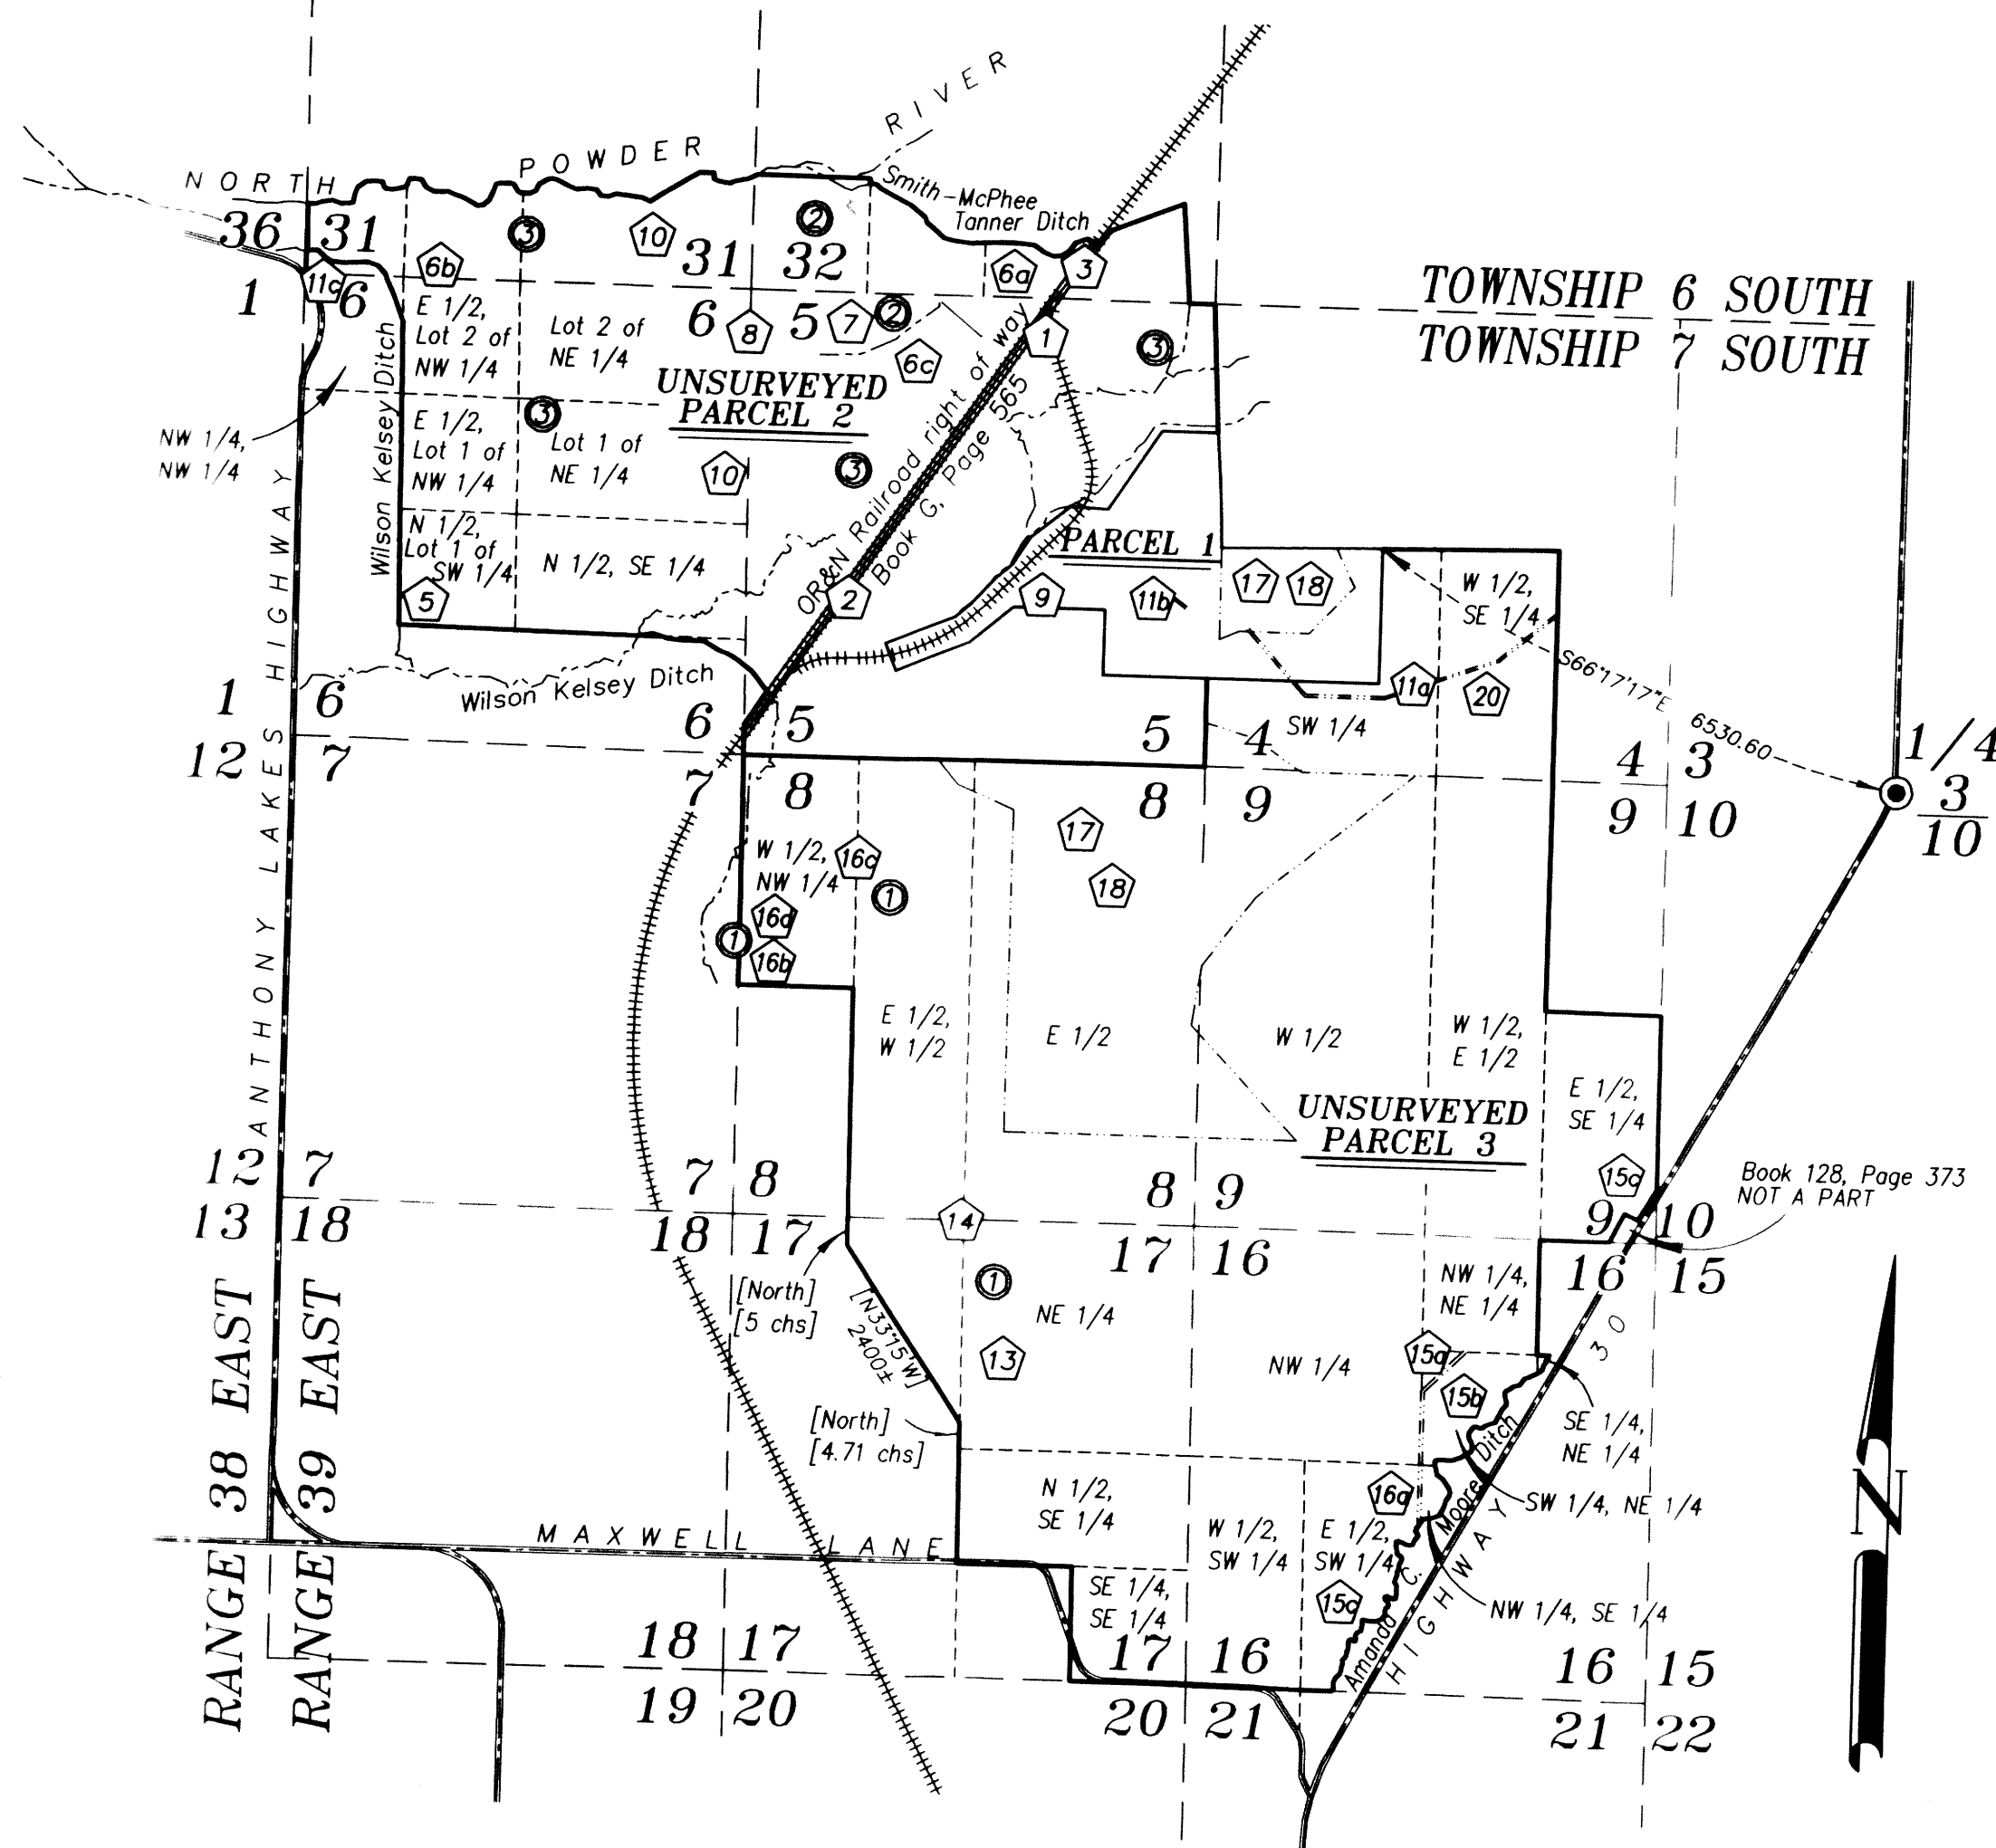 RIVER
NORTH POWDER
Smith-McPhee
Tanner Ditch
36 31
31 32
2
3
10
6b
6a
3
11c
1 6
6 5
8
7
2
6c
1
3
TOWNSHIP 6 SOUTH
TOWNSHIP 7 SOUTH
E 1/2,
Lot 2 of
NW 1/4
Lot 2 of
NE 1/4
UNSURVEYED
PARCEL 2
NW 1/4,
NW 1/4
Wilson Kelsey Ditch
E 1/2,
Lot 1 of
NW 1/4
3
Lot 1 of
NE 1/4
10
3
OR&N Railroad right of way
Book G, Page 565
N 1/2,
Lot 1 of
SW 1/4
N 1/2, SE 1/4
5
2
9
PARCEL 1
11b
17
18
W 1/2,
SE 1/4
S66°17'17"E
6530.60
11a
20
SW 1/4
Wilson Kelsey Ditch
1 6
12 7
6 5
7 8
5 4
8 9
4 3
9 10
1/4
3
10
ANTHONY LAKES HIGHWAY
W 1/2,
NW 1/4
16c
1
16d
1
16b
17
18
E 1/2,
W 1/2
E 1/2
W 1/2
W 1/2,
E 1/2
UNSURVEYED
PARCEL 3
E 1/2,
SE 1/4
15c
Book 128, Page 373
NOT A PART
12 7
13 18
7 8
18 17
14
8 9
17 16
9 10
16 15
[North]
[5 chs]
[N33°15'W]
2400±
1
NE 1/4
13
NW 1/4
NW 1/4,
NE 1/4
15a
15b
[North]
[4.71 chs]
SE 1/4,
NE 1/4
SW 1/4, NE 1/4
NW 1/4, SE 1/4
16a
Amanda C. Moore Ditch
HIGHWAY 30
N 1/2,
SE 1/4
W 1/2,
SW 1/4
E 1/2,
SW 1/4
15c
SE 1/4,
SE 1/4
MAXWELL LANE
RANGE 38 EAST
RANGE 39 EAST
18 17
19 20
17 16
20 21
16 15
21 22
N